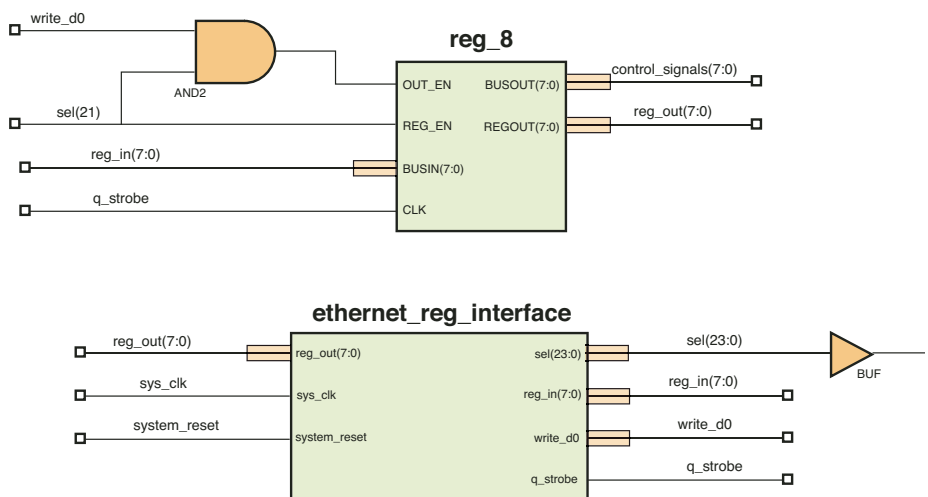 write_d0
reg_8
AND2
OUT_EN
BUSOUT(7:0)
control_signals(7:0)
sel(21)
REG_EN
REGOUT(7:0)
reg_out(7:0)
reg_in(7:0)
BUSIN(7:0)
q_strobe
CLK
ethernet_reg_interface
reg_out(7:0)
reg_out(7:0)
sel(23:0)
sel(23:0)
BUF
sys_clk
sys_clk
reg_in(7:0)
reg_in(7:0)
system_reset
system_reset
write_d0
write_d0
q_strobe
q_strobe